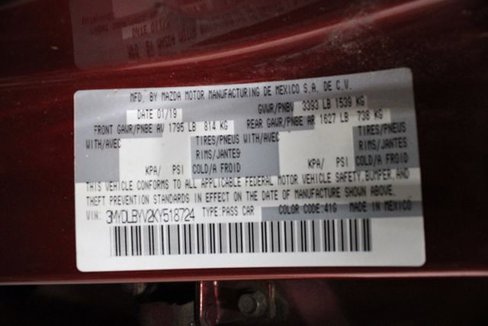 MFD. BY MAZDA MOTOR MANUFACTURING DE MEXICO S.A. DE C.V.
DATE 01/19 GVWR/PNBV 3393 LB 1539 KG
FRONT GAWR/PNBE AV 1795 LB 814 KG REAR GAWR/PNBE AR 1627 LB 738 KG
WITH/AVEC TIRES/PNEUS WITH/AVEC TIRES/PNEUS
RIMS/JANTES RIMS/JANTES
KPA/ PSI COLD/A FROID KPA/ PSI COLD/A FROID
THIS VEHICLE CONFORMS TO ALL APPLICABLE FEDERAL MOTOR VEHICLE SAFETY,BUMPER,AND
THEFT PREVENTION STANDARDS IN EFFECT ON THE DATE OF MANUFACTURE SHOWN ABOVE.
VIN: 3MYDLBYV2KY518724 TYPE:PASS CAR COLOR CODE:41G MADE IN MEXICO